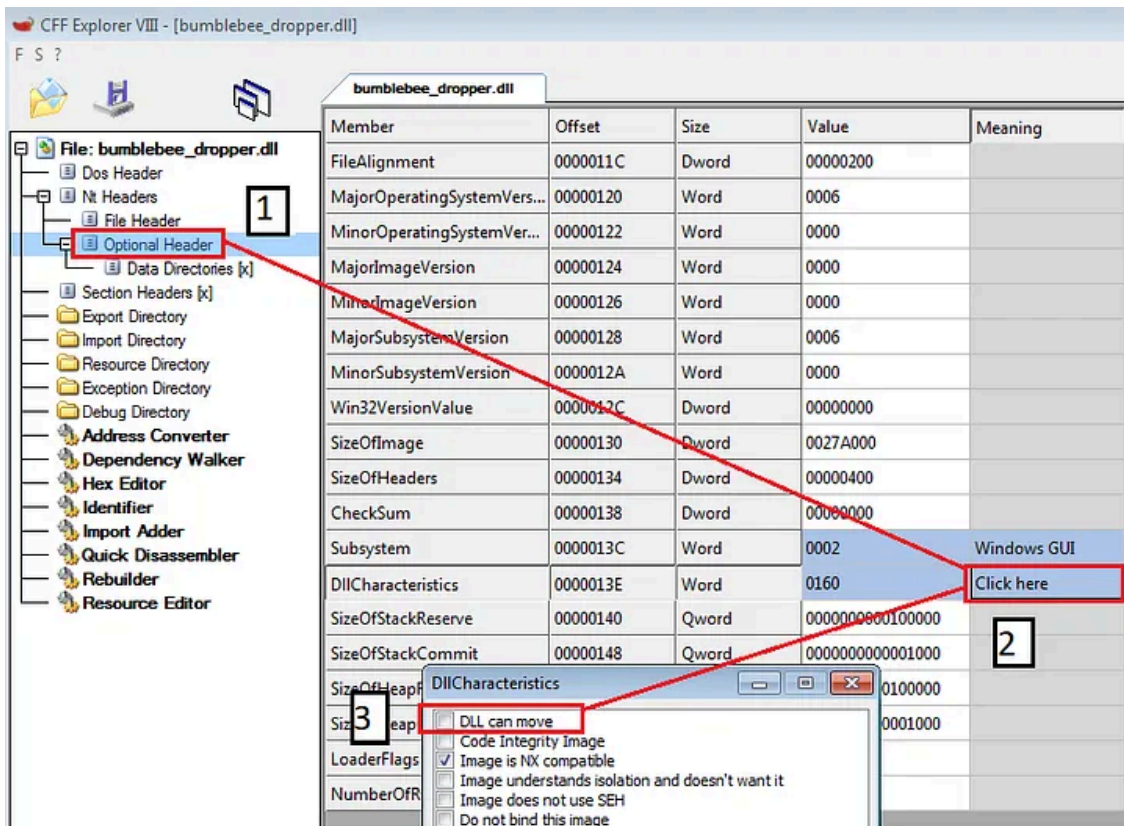 CFF Explorer VIII - [bumblebee_dropper.dll]
F S ?
bumblebee_dropper.dll
File: bumblebee_dropper.dll
Dos Header
Nt Headers
File Header
Optional Header
Data Directories [x]
Section Headers [x]
Export Directory
Import Directory
Resource Directory
Exception Directory
Debug Directory
Address Converter
Dependency Walker
Hex Editor
Identifier
Import Adder
Quick Disassembler
Rebuilder
Resource Editor
1
Member Offset Size Value Meaning
FileAlignment 0000011C Dword 00000200
MajorOperatingSystemVers... 00000120 Word 0006
MinorOperatingSystemVer... 00000122 Word 0000
MajorImageVersion 00000124 Word 0000
MinorImageVersion 00000126 Word 0000
MajorSubsystemVersion 00000128 Word 0006
MinorSubsystemVersion 0000012A Word 0000
Win32VersionValue 0000012C Dword 00000000
SizeOfImage 00000130 Dword 0027A000
SizeOfHeaders 00000134 Dword 00000400
CheckSum 00000138 Dword 00000000
Subsystem 0000013C Word 0002 Windows GUI
DllCharacteristics 0000013E Word 0160 Click here
SizeOfStackReserve 00000140 Qword 0000000000100000
2
SizeOfStackCommit 00000148 Qword 0000000000001000
SizeOfHeapR 0100000
Siz eap 0001000
LoaderFlags
NumberOfR
3
DllCharacteristics
DLL can move
Code Integrity Image
Image is NX compatible
Image understands isolation and doesn't want it
Image does not use SEH
Do not bind this image